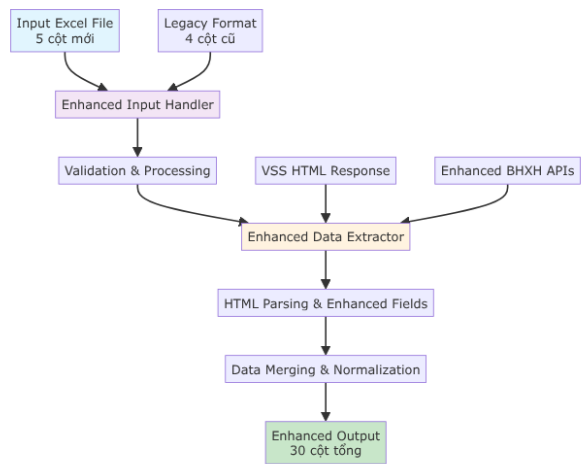 Input Excel File
5 cột mới
Legacy Format
4 cột cũ
Enhanced Input Handler
Validation & Processing
VSS HTML Response
Enhanced BHXH APIs
Enhanced Data Extractor
HTML Parsing & Enhanced Fields
Data Merging & Normalization
Enhanced Output
30 cột tổng